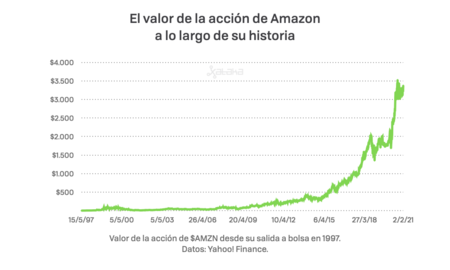 El valor de la acción de Amazon
a lo largo de su historia
$4.000
$3.500
$3.000
$2.500
$2.000
$1.500
$1.000
$500
15/5/97 5/5/00 5/5/03 26/4/06 20/4/09 10/4/12 6/4/15 27/3/18 2/2/21
Valor de la acción de $AMZN desde su salida a bolsa en 1997.
Datos: Yahoo! Finance.